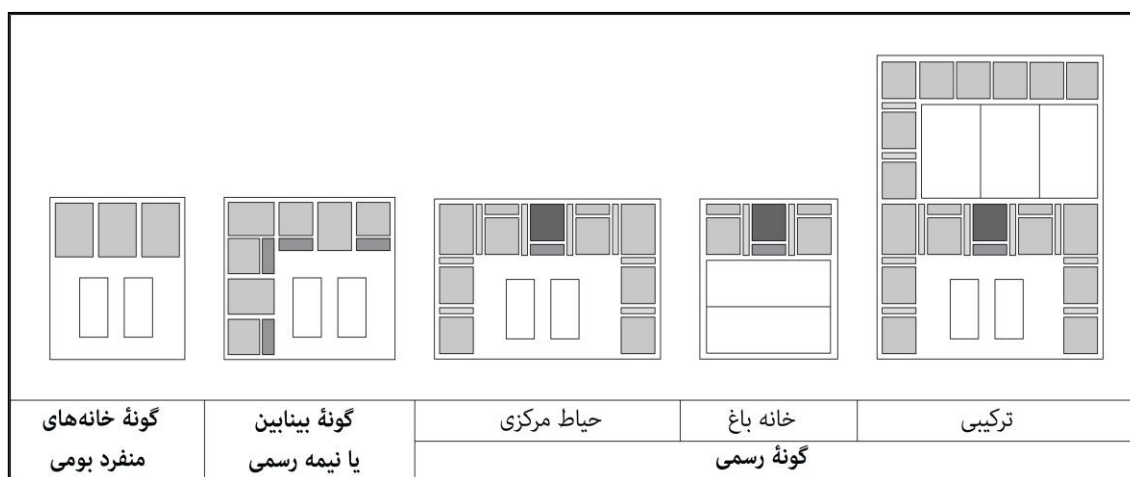 ترکیبی
خانه باغ
حیاط مرکزی
گونۀ بینابین
یا نیمه رسمی
گونۀ خانه‌های
منفرد بومی
گونۀ رسمی